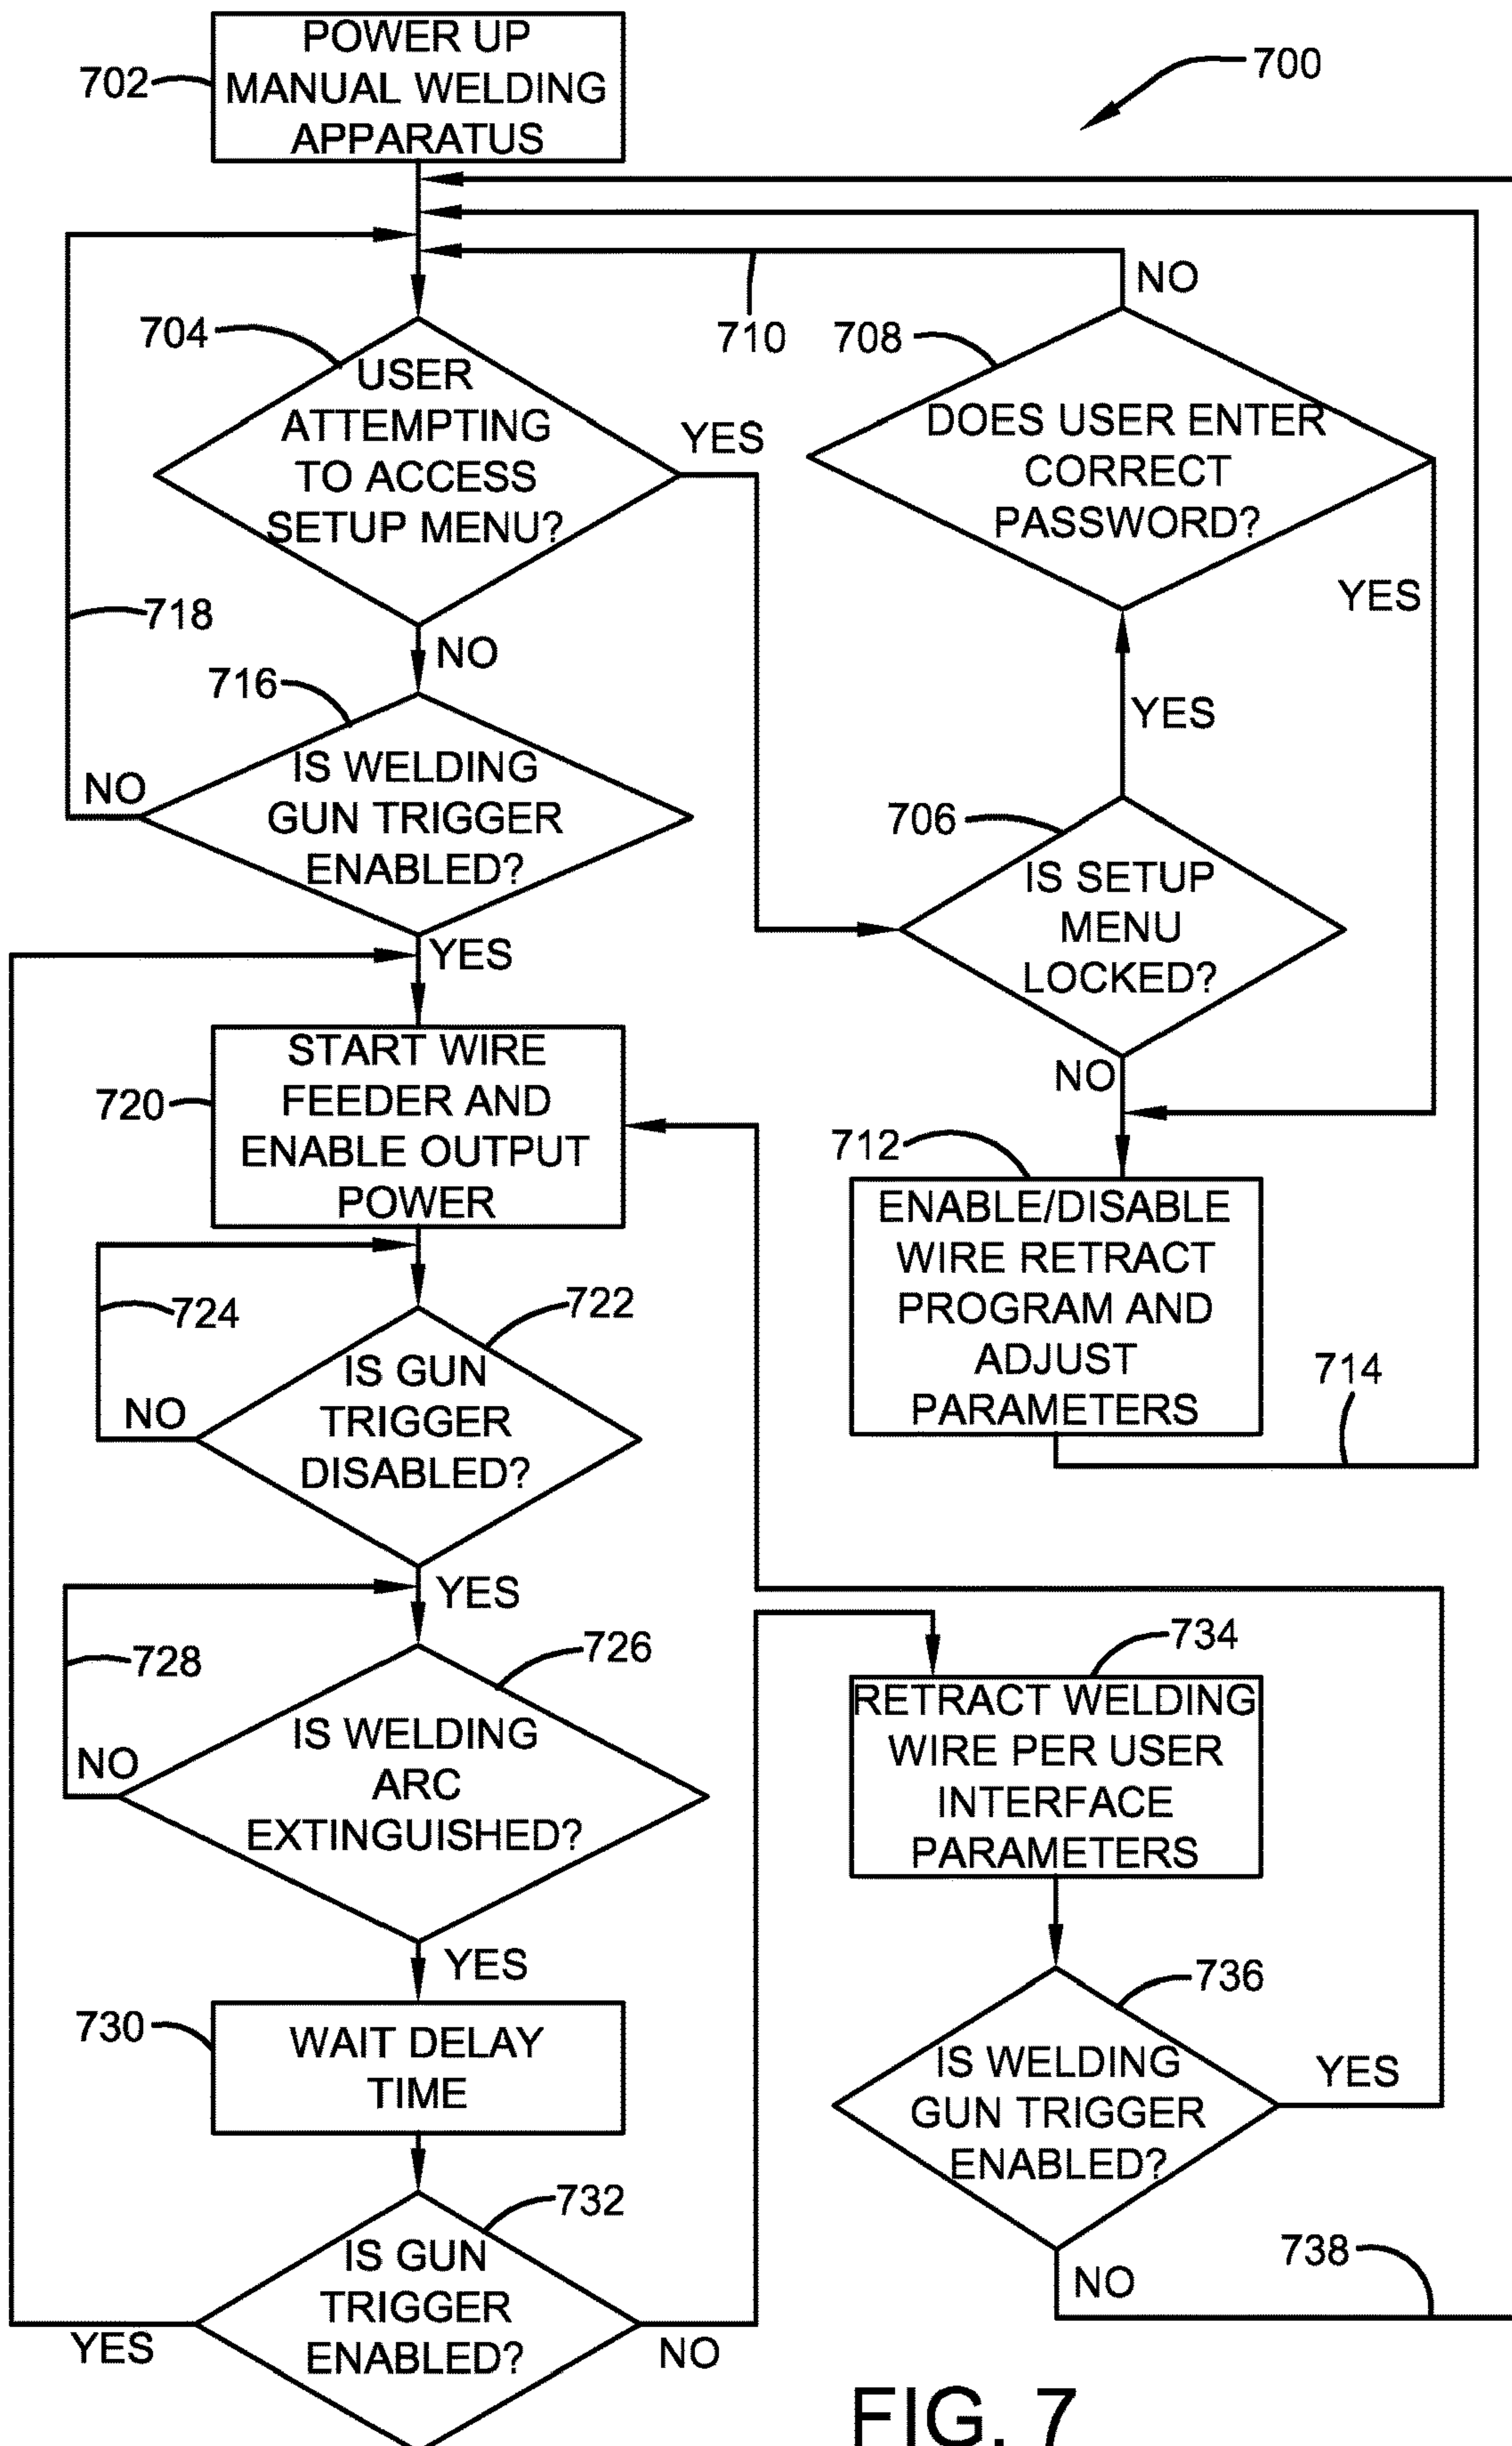 POWER UP
MANUAL WELDING
APPARATUS
702
700
710
NO
704
USER
ATTEMPTING
TO ACCESS
SETUP MENU?
YES
708
DOES USER ENTER
CORRECT
PASSWORD?
YES
718
NO
716
IS WELDING
GUN TRIGGER
ENABLED?
NO
YES
YES
706
IS SETUP
MENU
LOCKED?
NO
720
START WIRE
FEEDER AND
ENABLE OUTPUT
POWER
712
ENABLE/DISABLE
WIRE RETRACT
PROGRAM AND
ADJUST
PARAMETERS
714
724
722
IS GUN
TRIGGER
DISABLED?
NO
YES
728
726
IS WELDING
ARC
EXTINGUISHED?
NO
YES
734
RETRACT WELDING
WIRE PER USER
INTERFACE
PARAMETERS
730
WAIT DELAY
TIME
736
IS WELDING
GUN TRIGGER
ENABLED?
YES
NO
738
732
IS GUN
TRIGGER
ENABLED?
YES
NO
FIG. 7